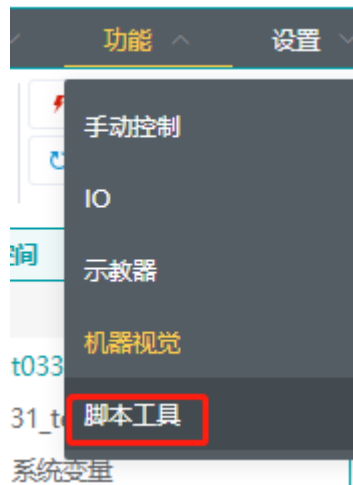 功能
设置
手动控制
IO
示教器
间
机器视觉
t033
脚本工具
31_t
系统变量